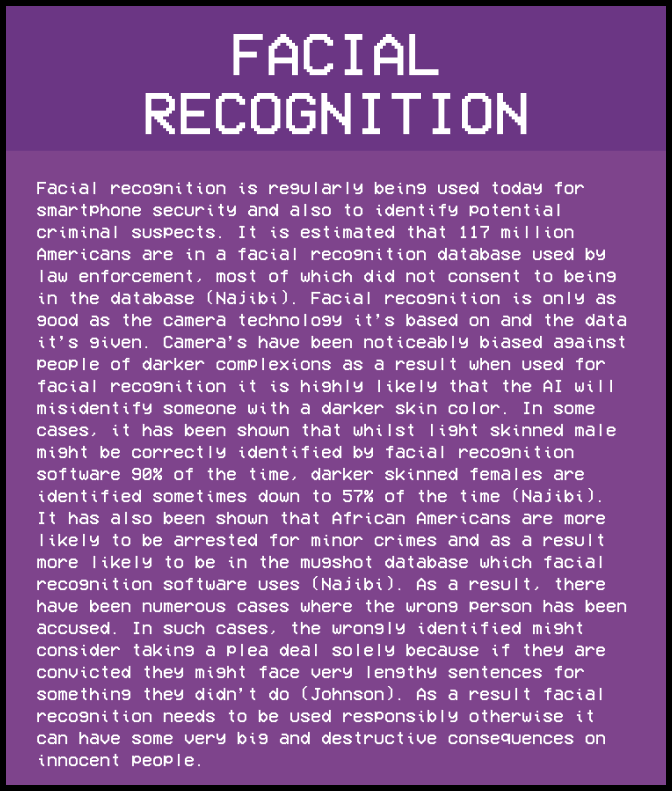 FACIAL
RECOGNITION
Facial recognition is regularly being used today for
smartphone security and also to identify potential
criminal suspects. It is estimated that 117 million
Americans are in a facial recognition database used by
law enforcement, most of which did not consent to being
in the database (Najibi). Facial recognition is only as
good as the camera technology it's based on and the data
it's given. Camera's have been noticeably biased against
people of darker complexions as a result when used for
facial recognition it is highly likely that the AI will
misidentify someone with a darker skin color. In some
cases, it has been shown that whilst light skinned male
might be correctly identified by facial recognition
software 90% of the time, darker skinned females are
identified sometimes down to 57% of the time (Najibi).
It has also been shown that African Americans are more
likely to be arrested for minor crimes and as a result
more likely to be in the mugshot database which facial
recognition software uses (Najibi). As a result, there
have been numerous cases where the wrong person has been
accused. In such cases, the wrongly identified might
consider taking a plea deal solely because if they are
convicted they might face very lengthy sentences for
something they didn't do (Johnson). As a result facial
recognition needs to be used responsibly otherwise it
can have some very big and destructive consequences on
innocent people.